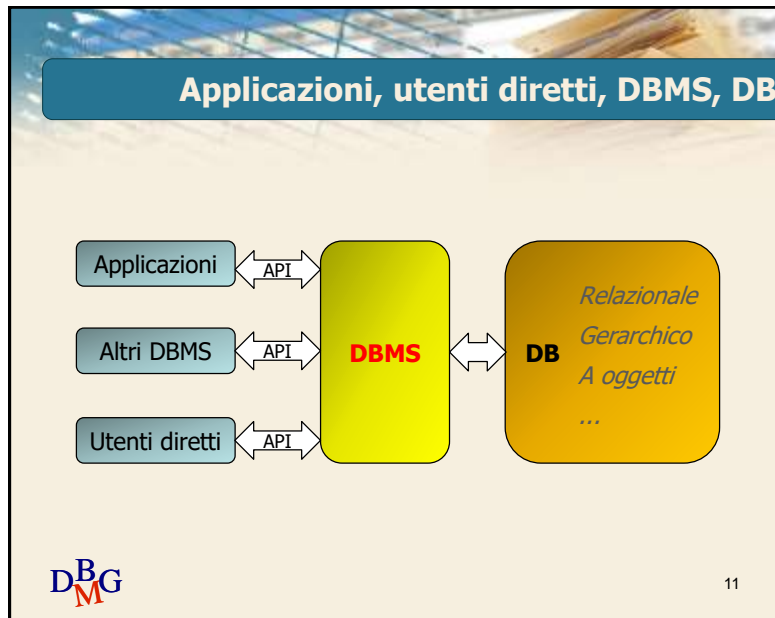 Applicazioni, utenti diretti, DBMS, DB
Applicazioni
API
Altri DBMS
API
Utenti diretti
API
DBMS
DB
Relazionale
Gerarchico
A oggetti
...
DBMG
11